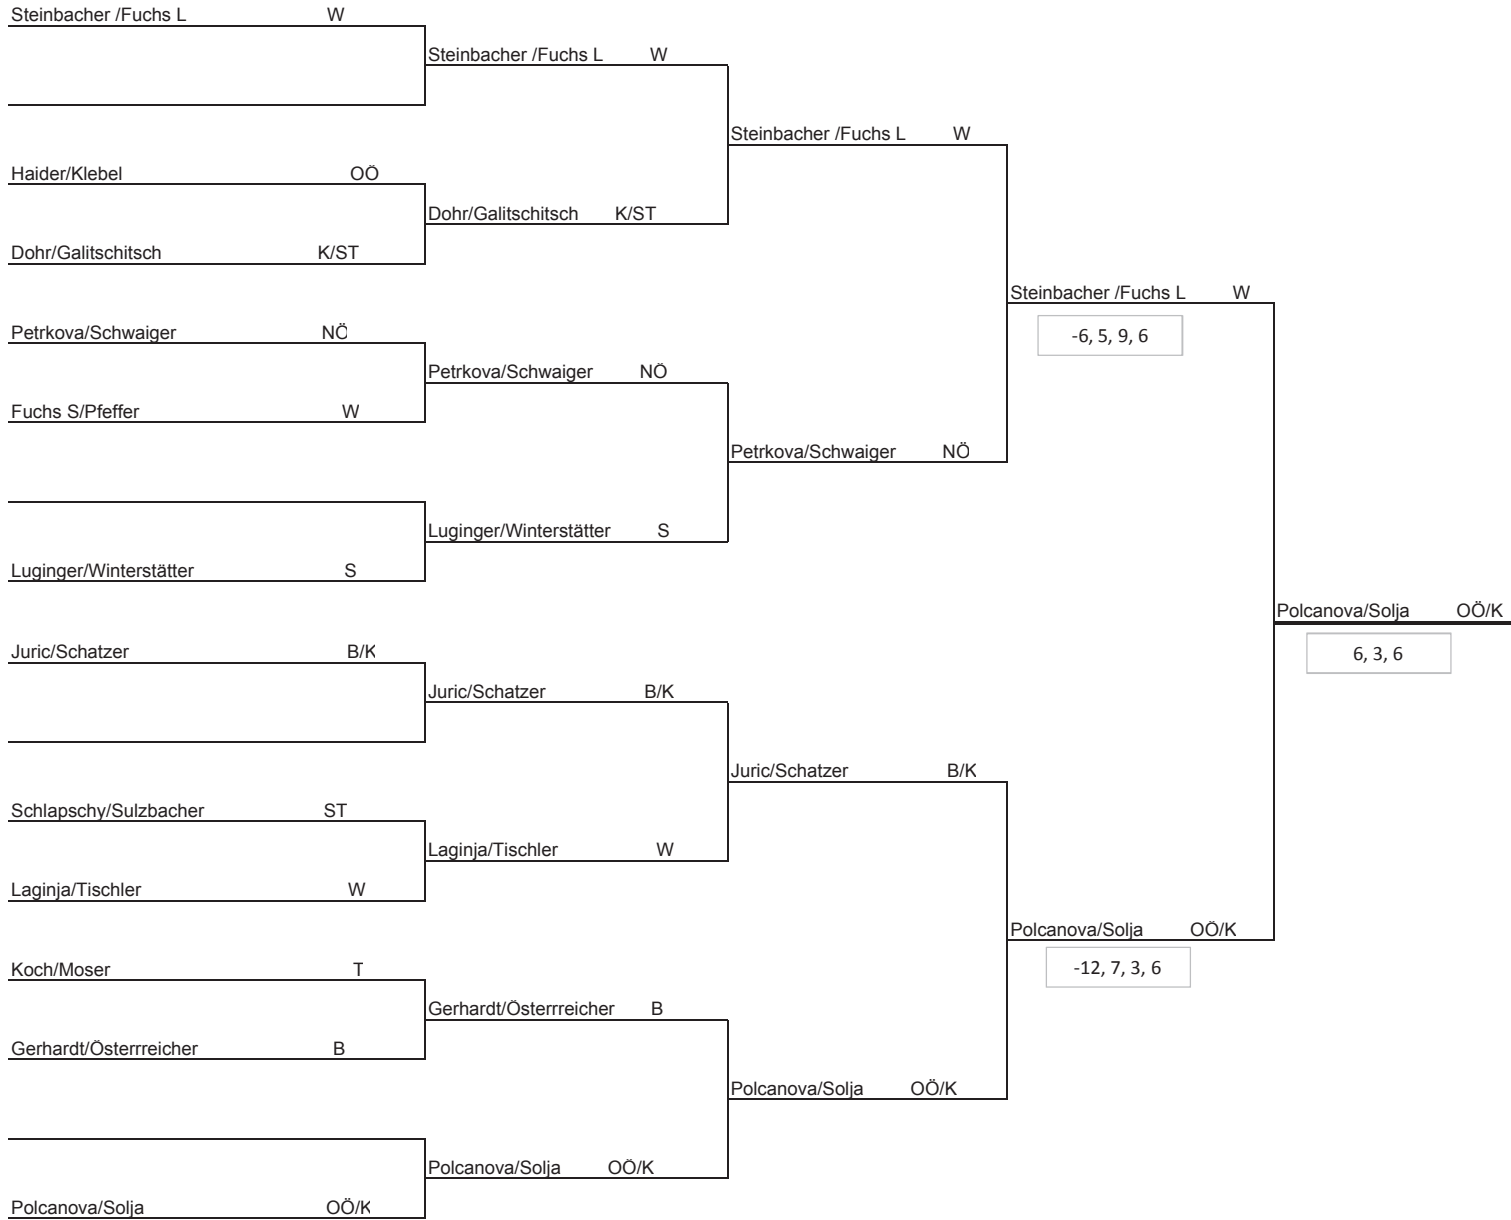 Steinbacher /Fuchs L W
Steinbacher /Fuchs L W
Steinbacher /Fuchs L W
Haider/Klebel OÖ
Dohr/Galitschitsch K/ST
Dohr/Galitschitsch K/ST
Steinbacher /Fuchs L W
Petrkova/Schwaiger NÖ
-6, 5, 9, 6
Petrkova/Schwaiger NÖ
Fuchs S/Pfeffer W
Petrkova/Schwaiger NÖ
Luginger/Winterstätter S
Luginger/Winterstätter S
Polcanova/Solja OÖ/K
Juric/Schatzer B/K
6, 3, 6
Juric/Schatzer B/K
Juric/Schatzer B/K
Schlapschy/Sulzbacher ST
Laginja/Tischler W
Laginja/Tischler W
Polcanova/Solja OÖ/K
Koch/Moser T
-12, 7, 3, 6
Gerhardt/Österrreicher B
Gerhardt/Österrreicher B
Polcanova/Solja OÖ/K
Polcanova/Solja OÖ/K
Polcanova/Solja OÖ/K